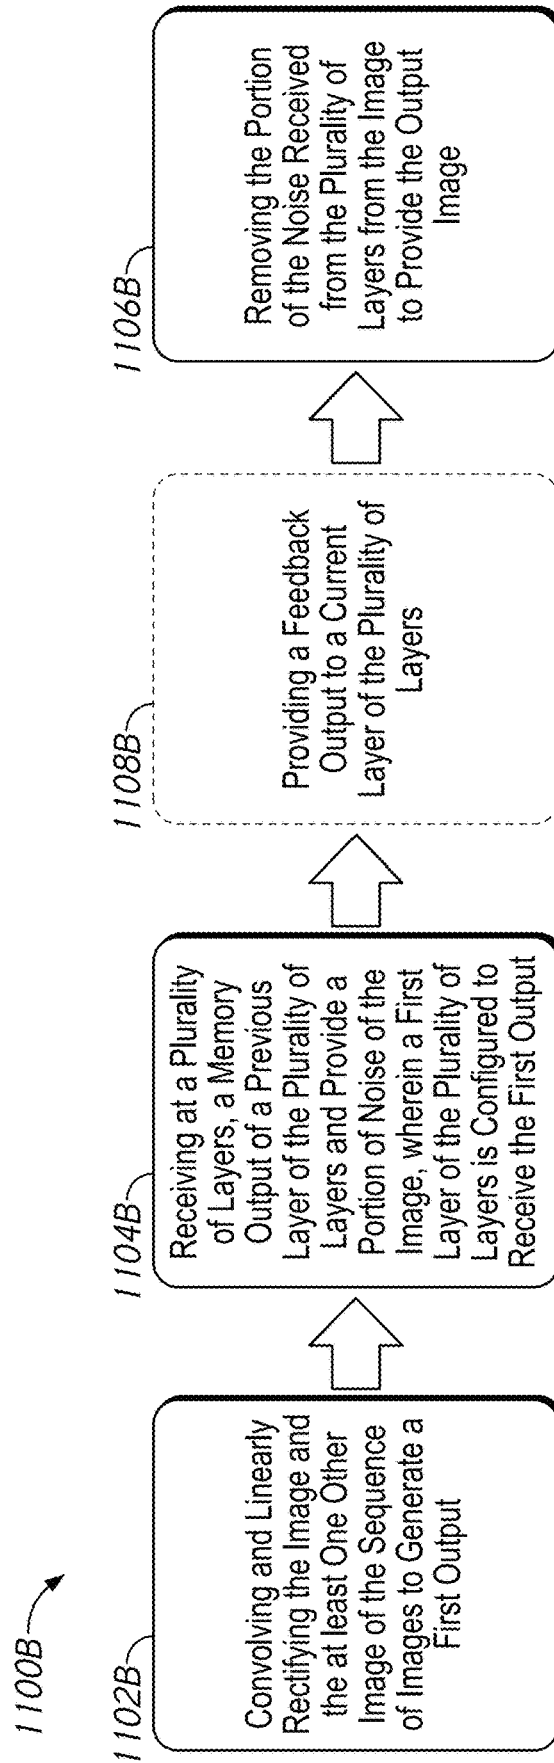 1100B
1102B
Convolving and Linearly
Rectifying the Image and
the at least One Other
Image of the Sequence
of Images to Generate a
First Output
1104B
Receiving at a Plurality
of Layers, a Memory
Output of a Previous
Layer of the Plurality of
Layers and Provide a
Portion of Noise of the
Image, wherein a First
Layer of the Plurality of
Layers is Configured to
Receive the First Output
1108B
Providing a Feedback
Output to a Current
Layer of the Plurality of
Layers
1106B
Removing the Portion
of the Noise Received
from the Plurality of
Layers from the Image
to Provide the Output
Image